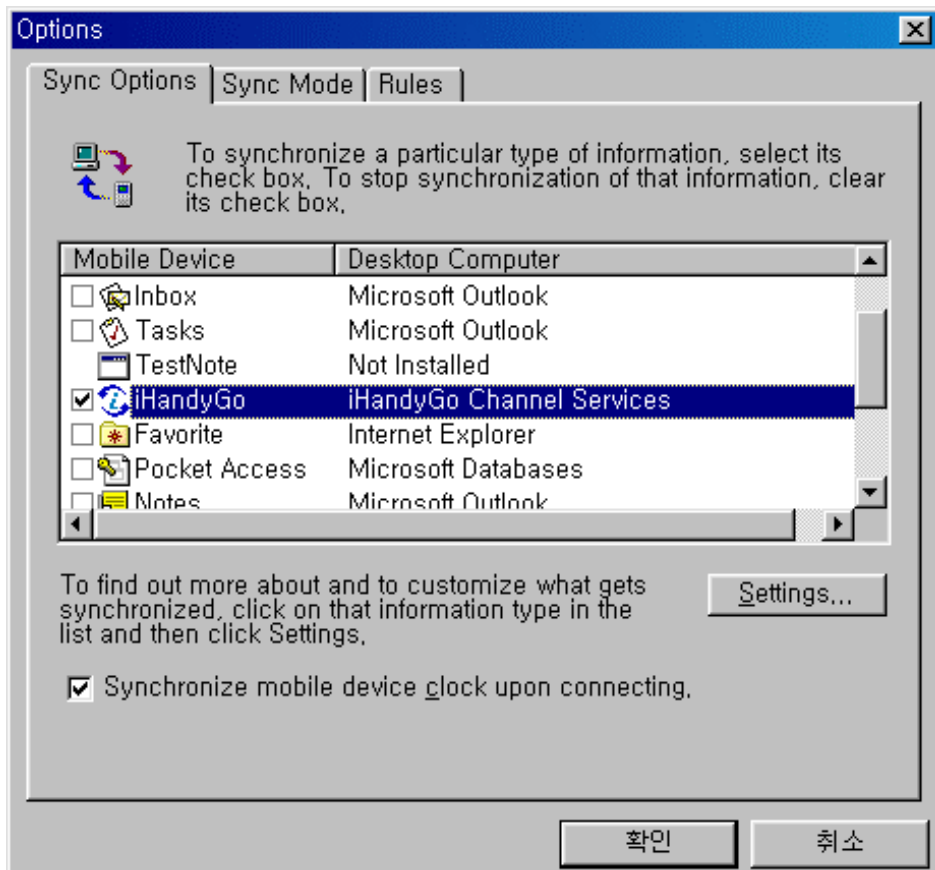 Options
Sync Options Sync Mode Rules
To synchronize a particular type of information, select its
check box. To stop synchronization of that information, clear
its check box.
Mobile Device Desktop Computer
Inbox Microsoft Outlook
Tasks Microsoft Outlook
TestNote Not Installed
iHandyGo iHandyGo Channel Services
Favorite Internet Explorer
Pocket Access Microsoft Databases
Notes Microsoft Outlook
To find out more about and to customize what gets
synchronized, click on that information type in the
list and then click Settings.
Settings...
Synchronize mobile device clock upon connecting.
확인 취소